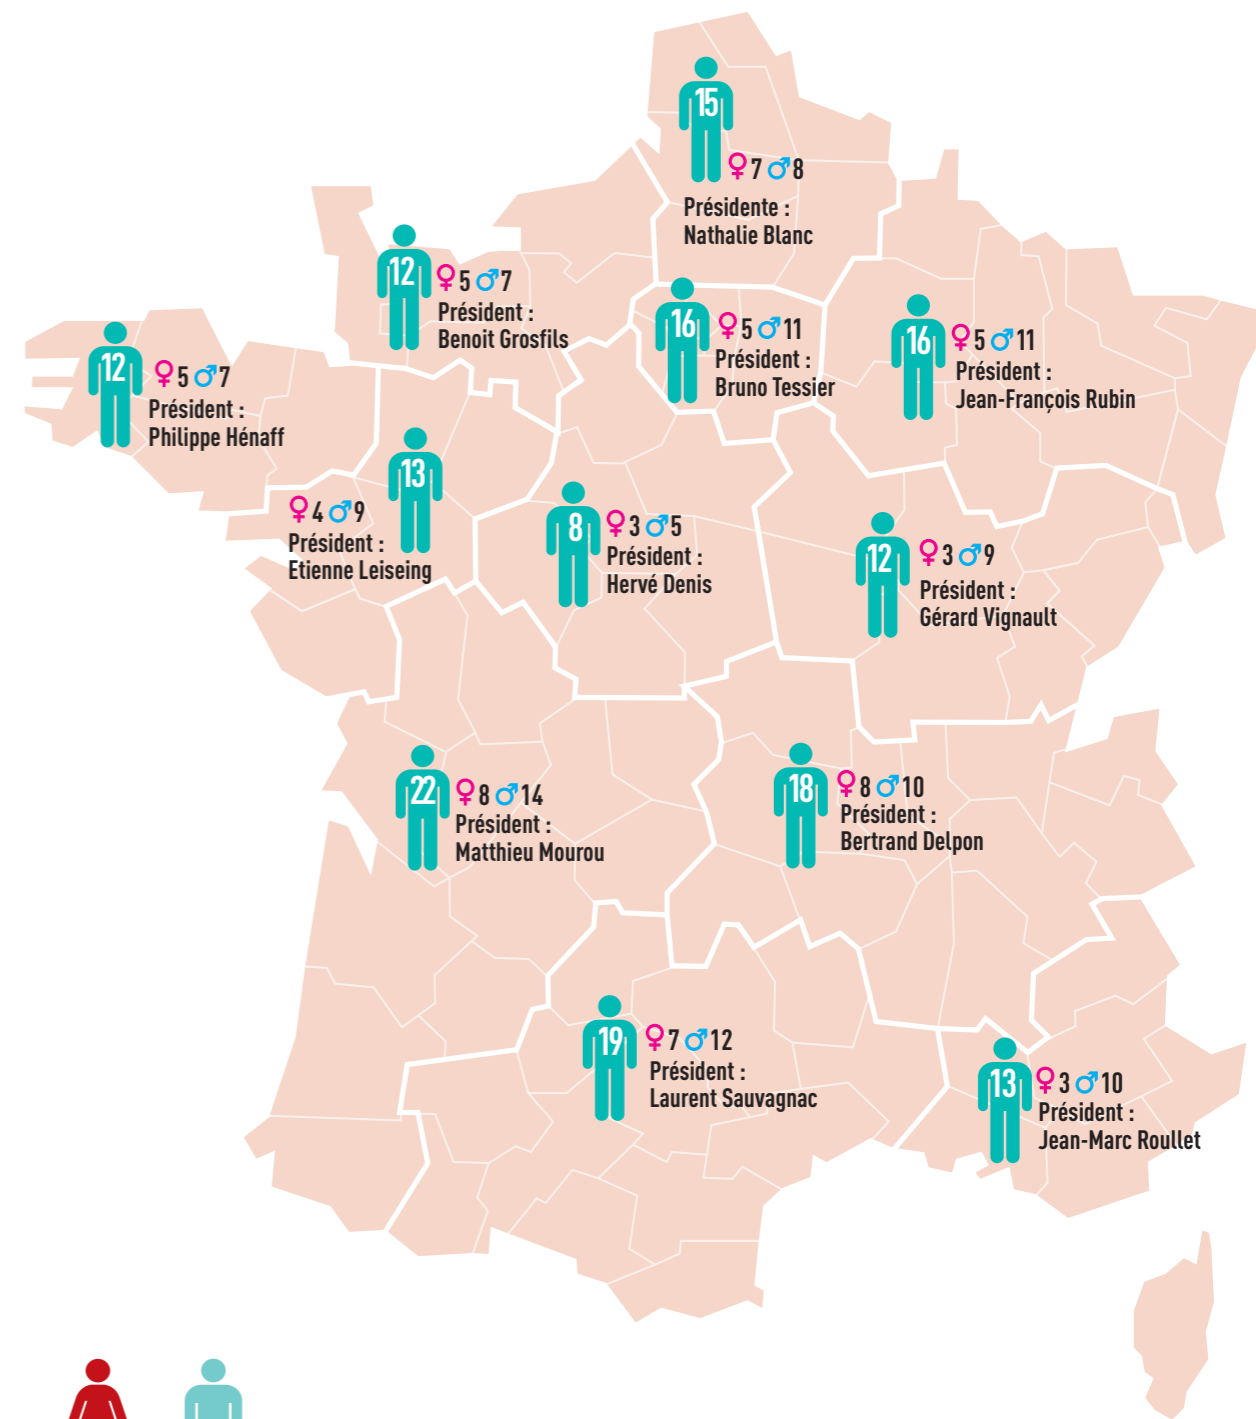 15
♀7 ♂8
Présidente :
Nathalie Blanc
12
♀5 ♂7
Président :
Benoit Grosfils
16
♀5 ♂11
Président :
Bruno Tessier
16
♀5 ♂11
Président :
Jean-François Rubin
12
♀5 ♂7
Président :
Philippe Hénaff
13
♀4 ♂9
Président :
Etienne Leiseing
8
♀3 ♂5
Président :
Hervé Denis
12
♀3 ♂9
Président :
Gérard Vignault
22
♀8 ♂14
Président :
Matthieu Mourou
18
♀8 ♂10
Président :
Bertrand Delpon
19
♀7 ♂12
Président :
Laurent Sauvagnac
13
♀3 ♂10
Président :
Jean-Marc Roullet